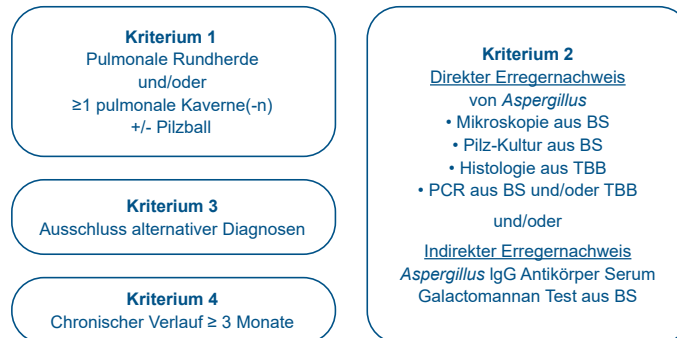 Kriterium 1
Pulmonale Rundherde
und/oder
≥1 pulmonale Kaverne(-n)
+/- Pilzball
Kriterium 3
Ausschluss alternativer Diagnosen
Kriterium 4
Chronischer Verlauf ≥ 3 Monate
Kriterium 2
Direkter Erregernachweis
von Aspergillus
• Mikroskopie aus BS
• Pilz-Kultur aus BS
• Histologie aus TBB
• PCR aus BS und/oder TBB
und/oder
Indirekter Erregernachweis
Aspergillus IgG Antikörper Serum
Galactomannan Test aus BS